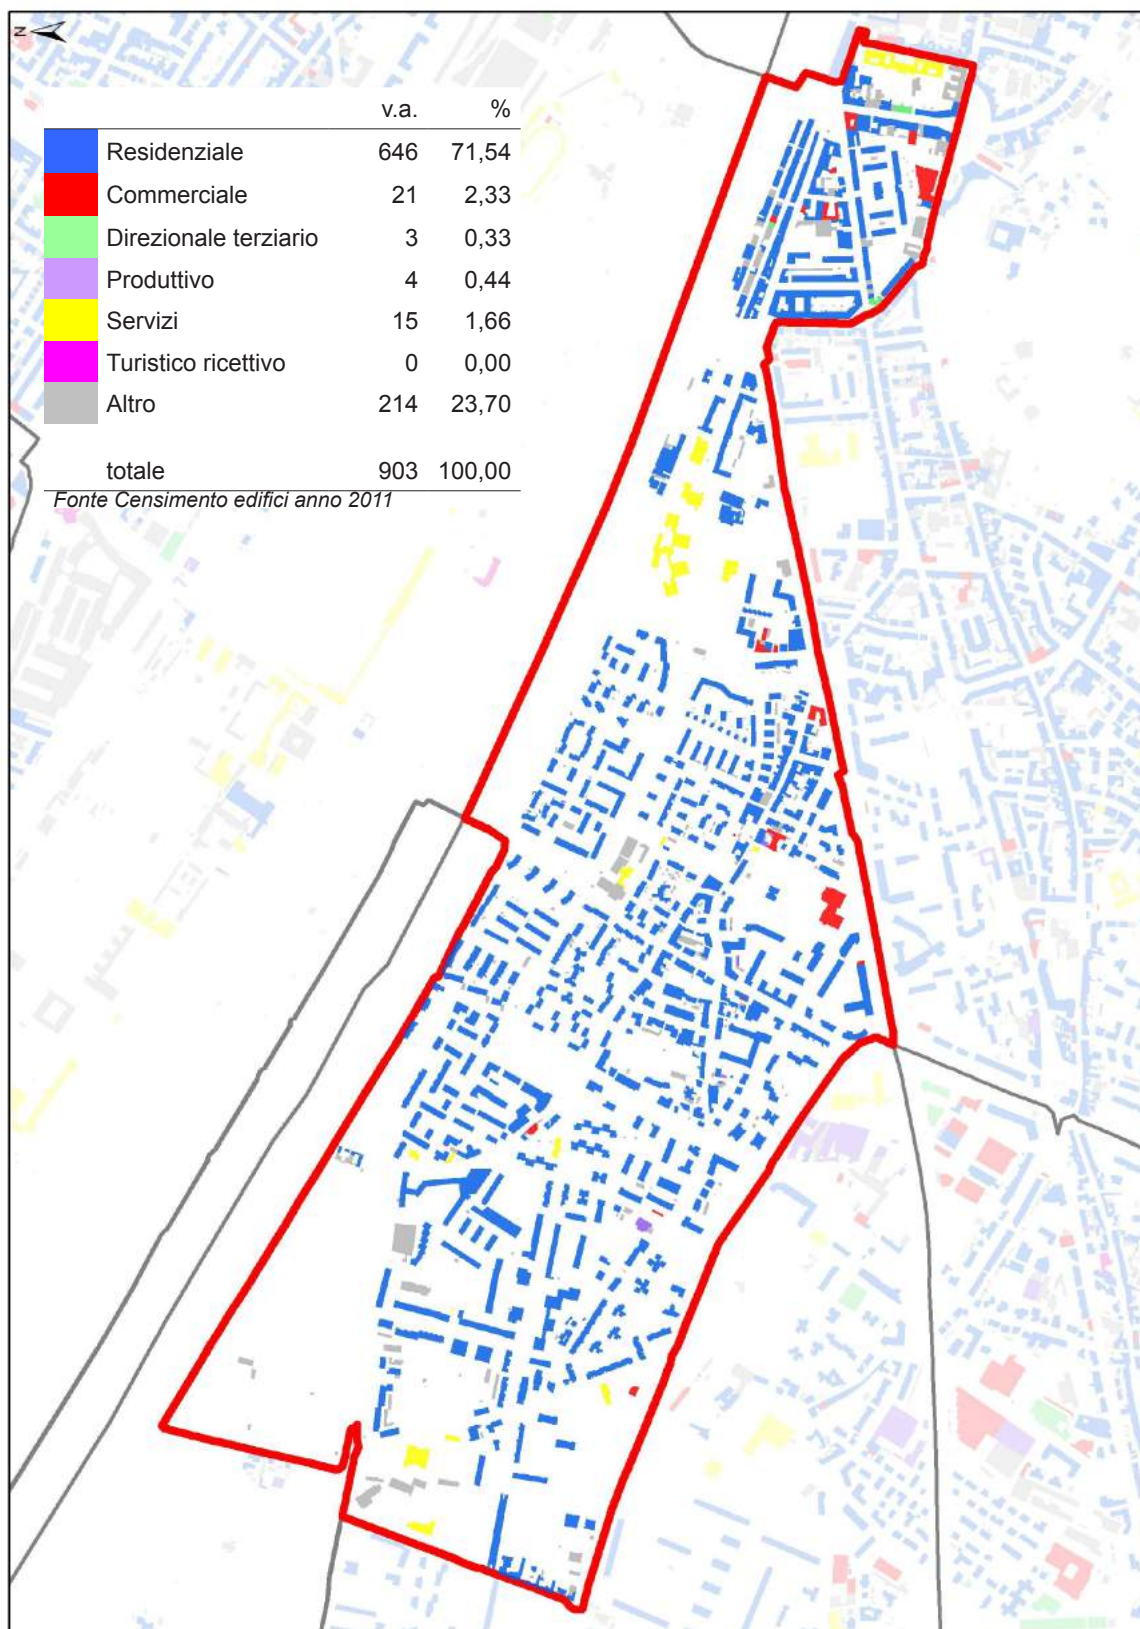 N
v.a. %
Residenziale 646 71,54
Commerciale 21 2,33
Direzionale terziario 3 0,33
Produttivo 4 0,44
Servizi 15 1,66
Turistico ricettivo 0 0,00
Altro 214 23,70
totale 903 100,00
Fonte Censimento edifici anno 2011